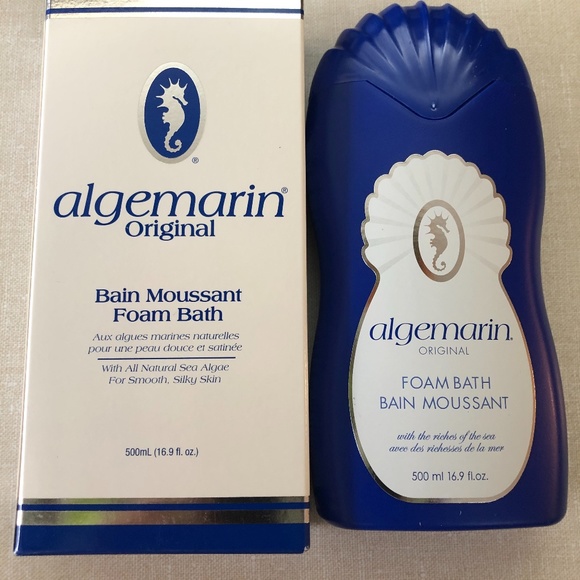 ®
algemarin®
Original
Bain Moussant
Foam Bath
Aux algues marines naturelles
pour une peau douce et satinée
With All Natural Sea Algae
For Smooth, Silky Skin
500mL (16.9 fl. oz.)
algemarin®
ORIGINAL
FOAM BATH
BAIN MOUSSANT
with the riches of the sea
avec des richesses de la mer
500 ml 16.9 fl.oz.